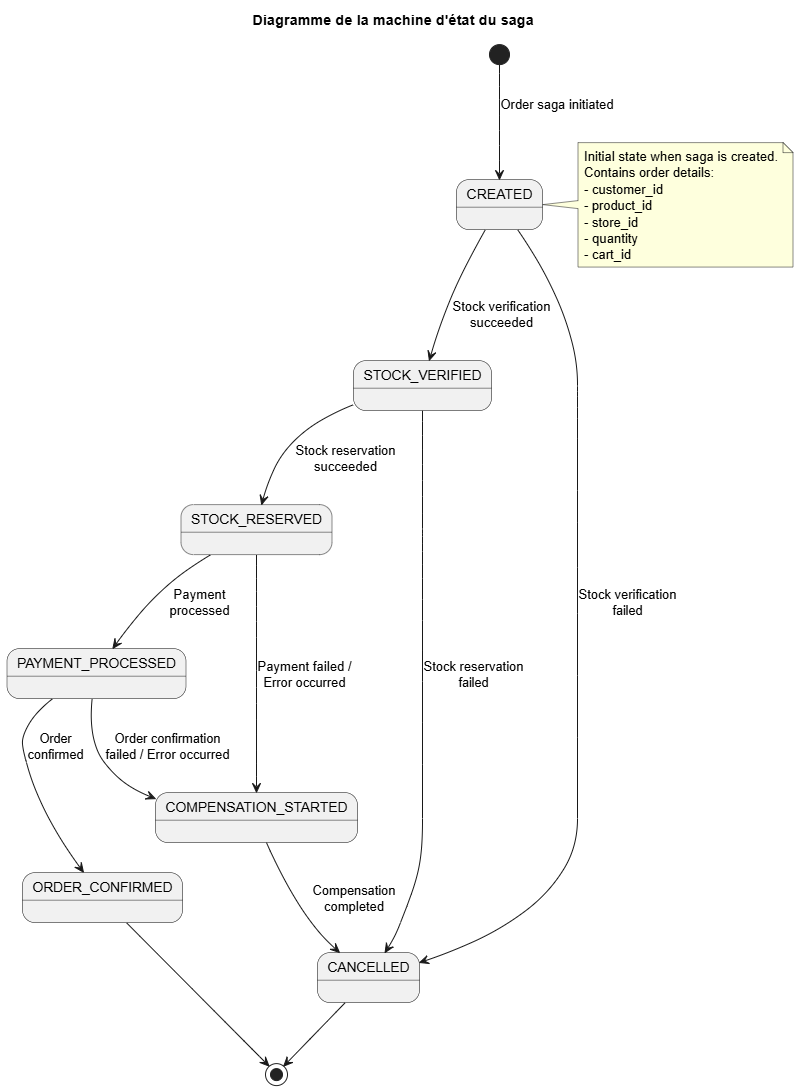 Diagramme de la machine d'état du saga
Order saga initiated
Initial state when saga is created.
Contains order details:
- customer_id
- product_id
- store_id
- quantity
- cart_id
CREATED
Stock verification
succeeded
STOCK_VERIFIED
Stock reservation
succeeded
STOCK_RESERVED
Payment
processed
Stock verification
failed
PAYMENT_PROCESSED
Payment failed /
Error occurred
Stock reservation
failed
Order
confirmed
Order confirmation
failed / Error occurred
COMPENSATION_STARTED
ORDER_CONFIRMED
Compensation
completed
CANCELLED